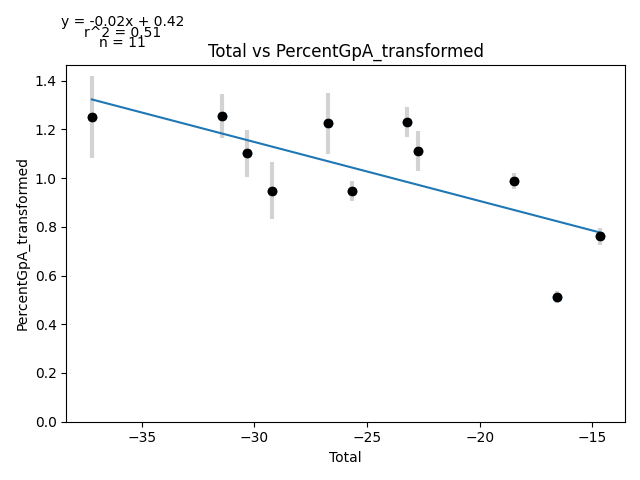 y = -0.02x + 0.42
r^2 = 0.51
n = 11
Total vs PercentGpA_transformed
PercentGpA_transformed
1.4
1.2
1.0
0.8
0.6
0.4
0.2
0.0
−35 −30 −25 −20 −15
Total